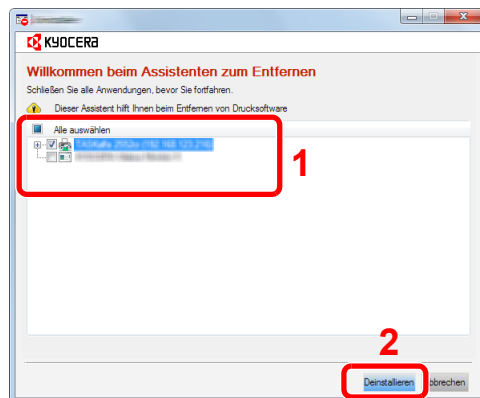 KYOCERA
Willkommen beim Assistenten zum Entfernen
Schließen Sie alle Anwendungen, bevor Sie fortfahren.
Dieser Assistent hilft Ihnen beim Entfernen von Drucksoftware
Alle auswählen
1
2
Deinstallieren bbrechen